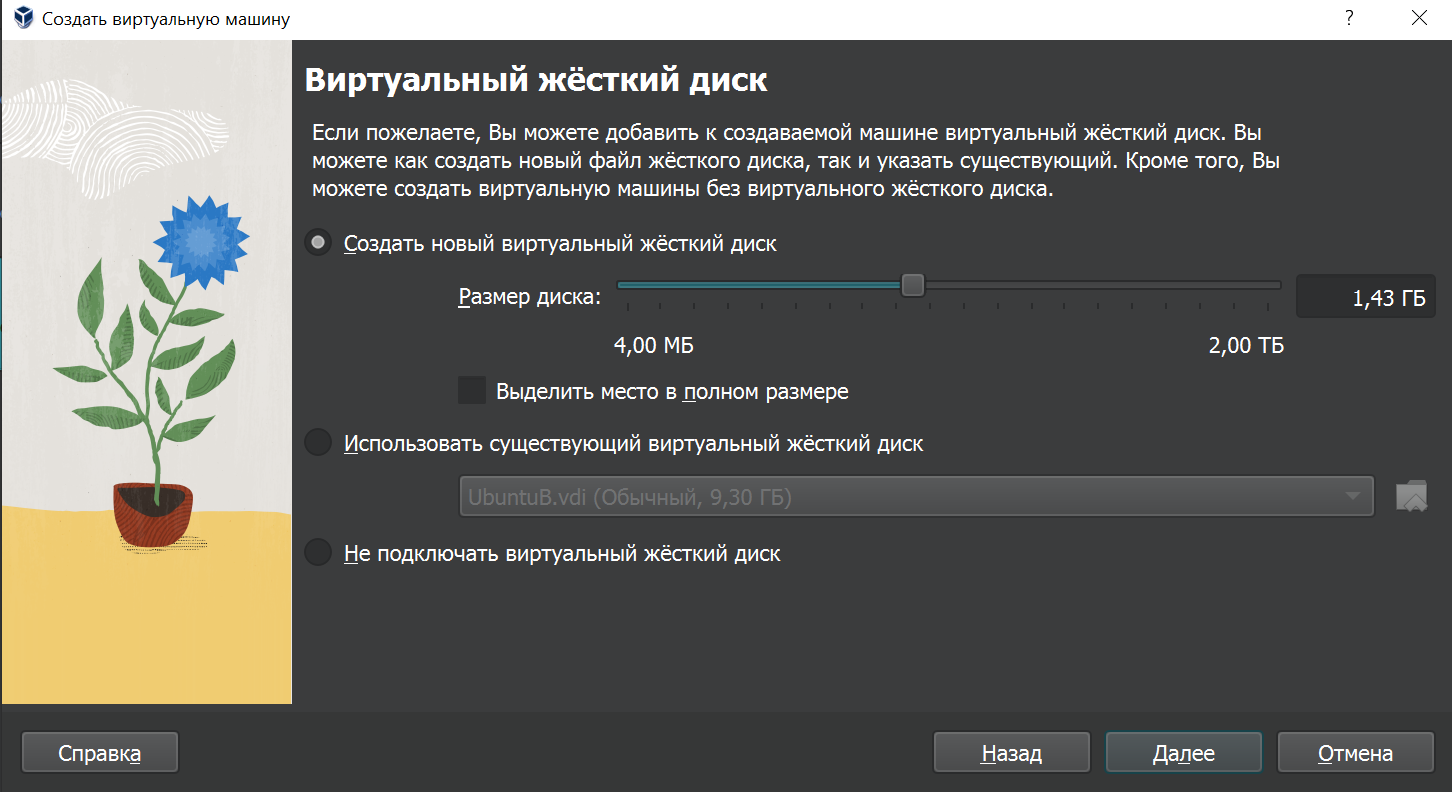 Создать виртуальную машину
?
Виртуальный жёсткий диск
Если пожелаете, Вы можете добавить к создаваемой машине виртуальный жёсткий диск. Вы
можете как создать новый файл жёсткого диска, так и указать существующий. Кроме того, Вы
можете создать виртуальную машины без виртуального жёсткого диска.
Создать новый виртуальный жёсткий диск
Размер диска:
1,43 ГБ
4,00 МБ
2,00 ТБ
Выделить место в полном размере
Использовать существующий виртуальный жёсткий диск
UbuntuB.vdi (Обычный, 9,30 ГБ)
Не подключать виртуальный жёсткий диск
Справка
Назад
Далее
Отмена